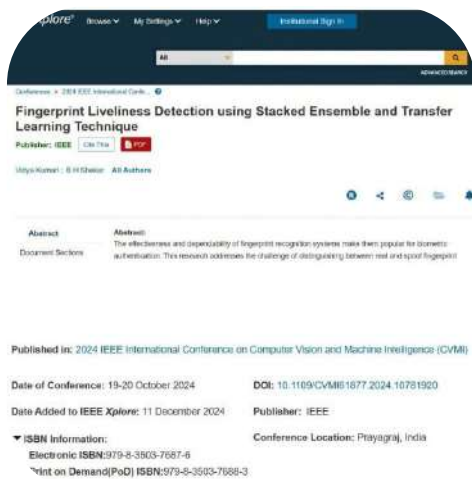 Xplore® Browse My Settings Help Institutional Sign In
All
ADVANCED SEARCH
Conferences > 2024 IEEE International Confe...
Fingerprint Liveliness Detection using Stacked Ensemble and Transfer
Learning Technique
Publisher: IEEE Cite This PDF
Vidya Kumari ; B H Shekar All Authors
Abstract
Document Sections
Abstract:
The effectiveness and dependability of fingerprint recognition systems make them popular for biometric
authentication. This research addresses the challenge of distinguishing between real and spoof fingerprint
Published in: 2024 IEEE International Conference on Computer Vision and Machine Intelligence (CVMI)
Date of Conference: 19-20 October 2024
DOI: 10.1109/CVMI61877.2024.10781920
Date Added to IEEE Xplore: 11 December 2024
Publisher: IEEE
ISBN Information:
Conference Location: Prayagraj, India
Electronic ISBN:979-8-3503-7687-6
Print on Demand(PoD) ISBN:979-8-3503-7688-3